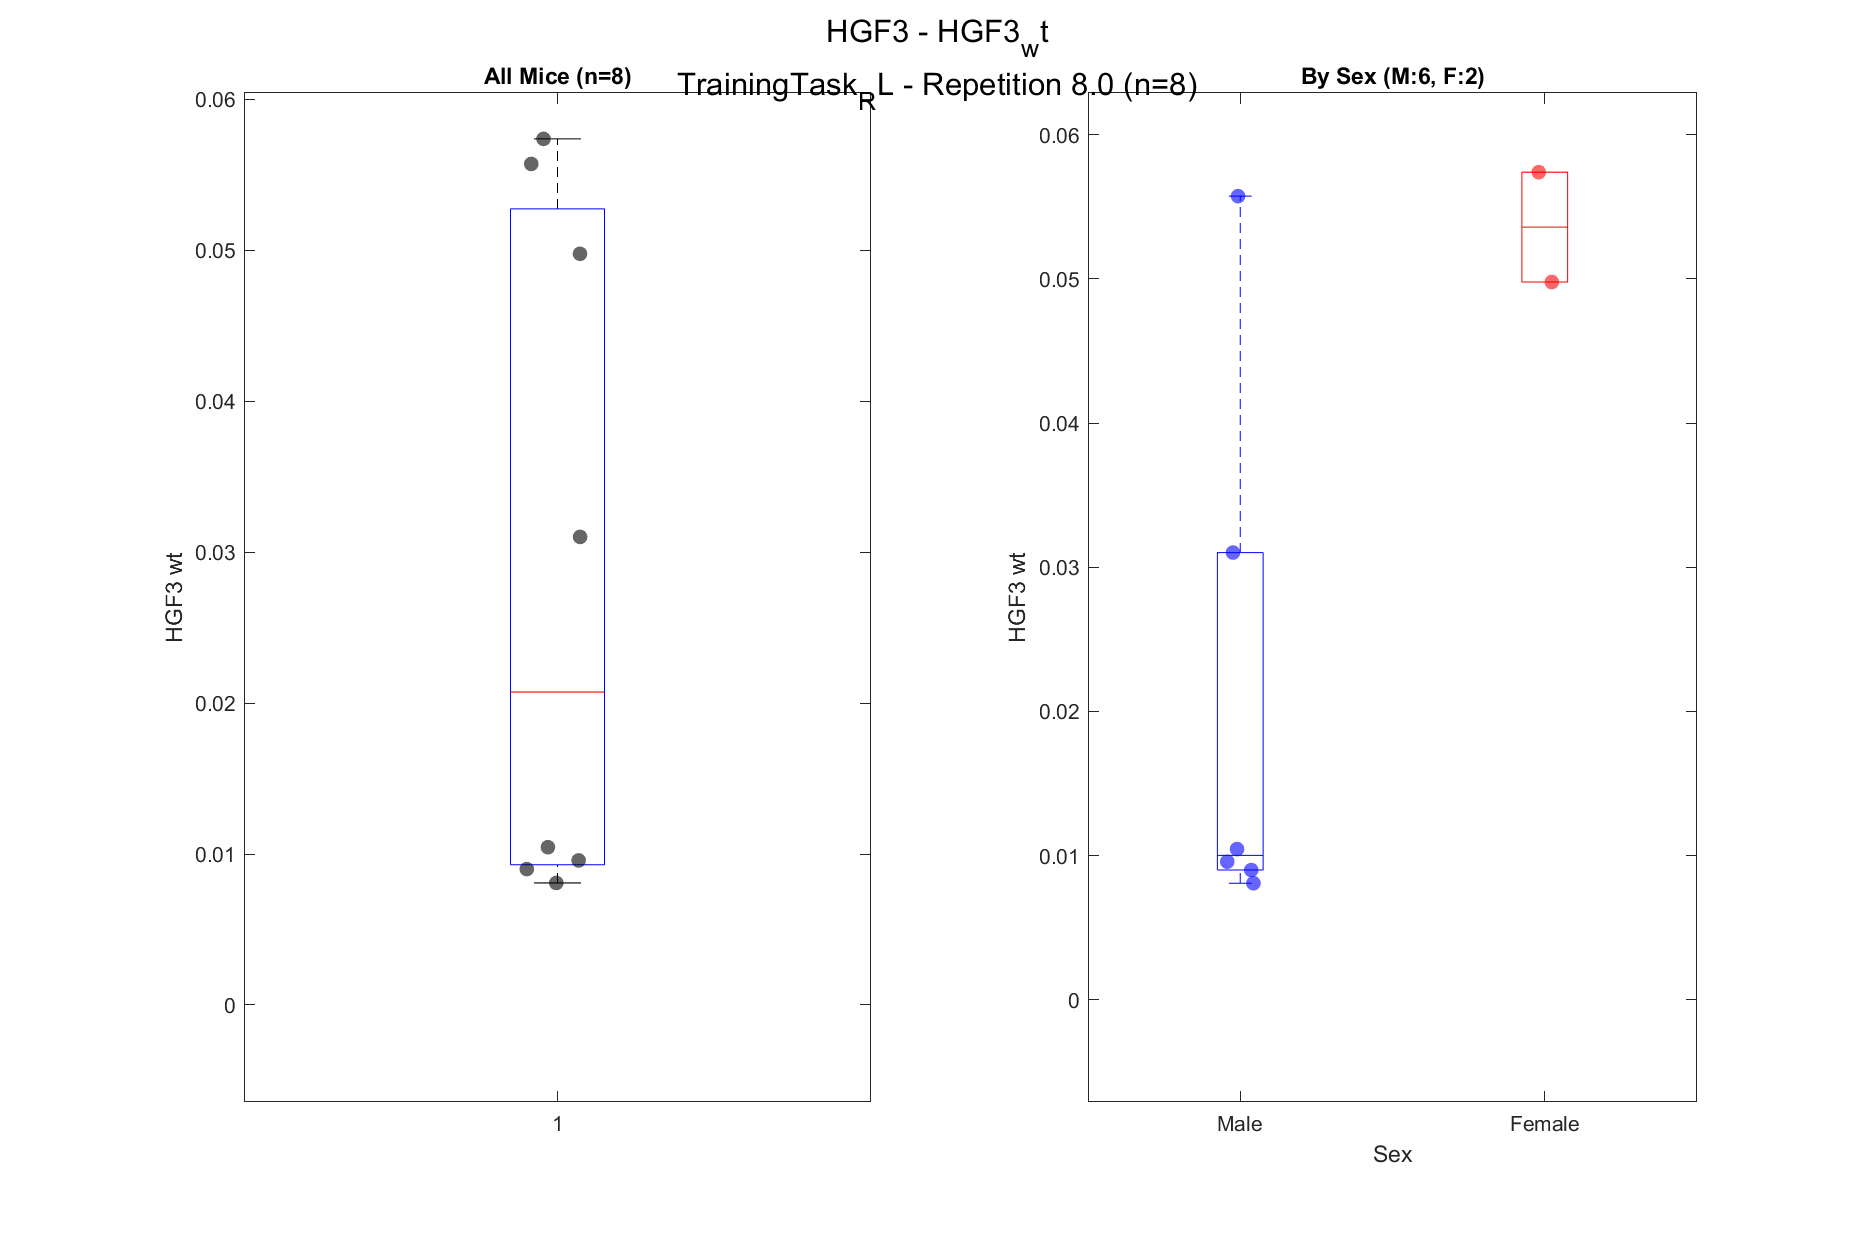 HGF3 - HGF3wt
TrainingTaskRL - Repetition 8.0 (n=8)
All Mice (n=8)
0.06
0.05
0.04
0.03
0.02
0.01
0
HGF3 wt
1
By Sex (M:6, F:2)
0.06
0.05
0.04
0.03
0.02
0.01
0
HGF3 wt
Male
Female
Sex